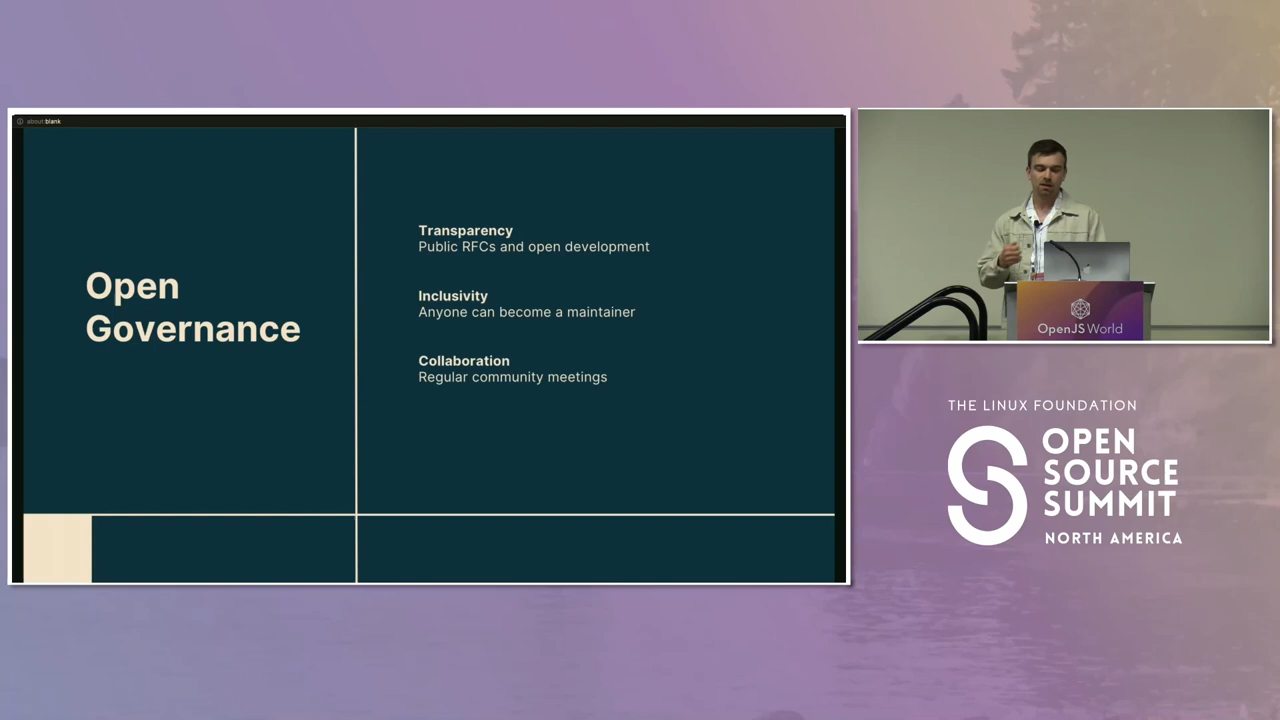 about:blank
Open
Governance
Transparency
Public RFCs and open development
Inclusivity
Anyone can become a maintainer
Collaboration
Regular community meetings
OpenJS World
THE LINUX FOUNDATION
OPEN
SOURCE
SUMMIT
NORTH AMERICA